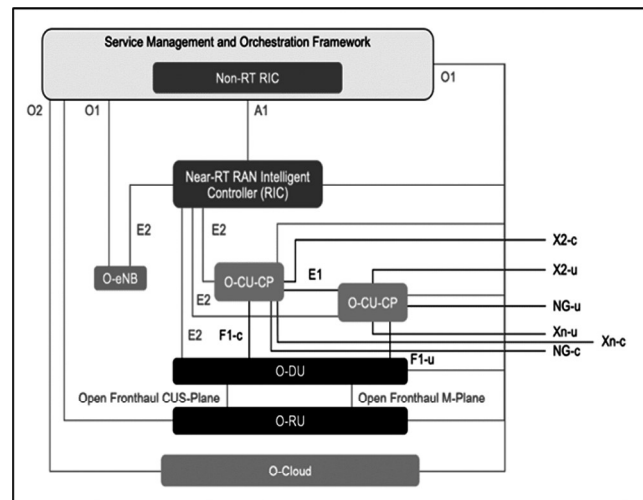 Service Management and Orchestration Framework
Non-RT RIC
O1
O2
O1
A1
Near-RT RAN Intelligent
Controller (RIC)
E2
E2
X2-c
O-eNB
O-CU-CP
E1
X2-u
E2
O-CU-CP
NG-u
E2
F1-c
Xn-u
Xn-c
NG-c
F1-u
O-DU
Open Fronthaul CUS-Plane
Open Fronthaul M-Plane
O-RU
O-Cloud